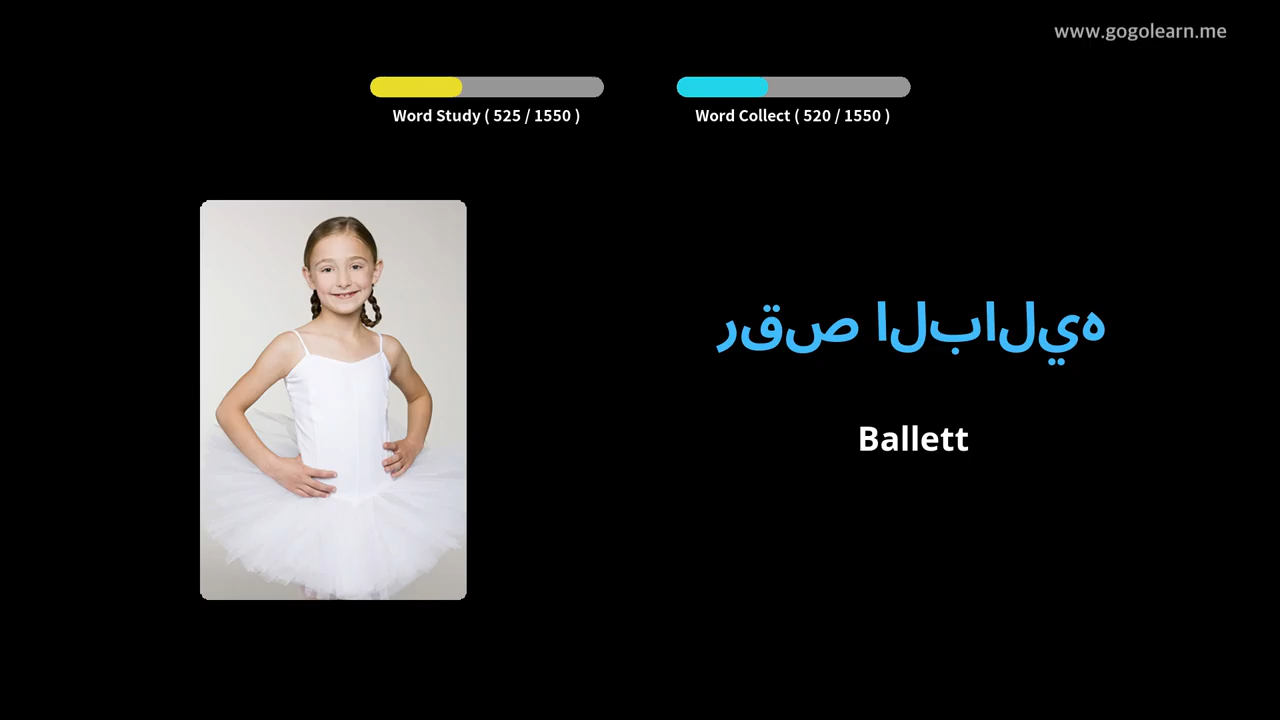 www.gogolearn.me
Word Study ( 525 / 1550 )
Word Collect ( 520 / 1550 )
رقص الباليه
Ballett